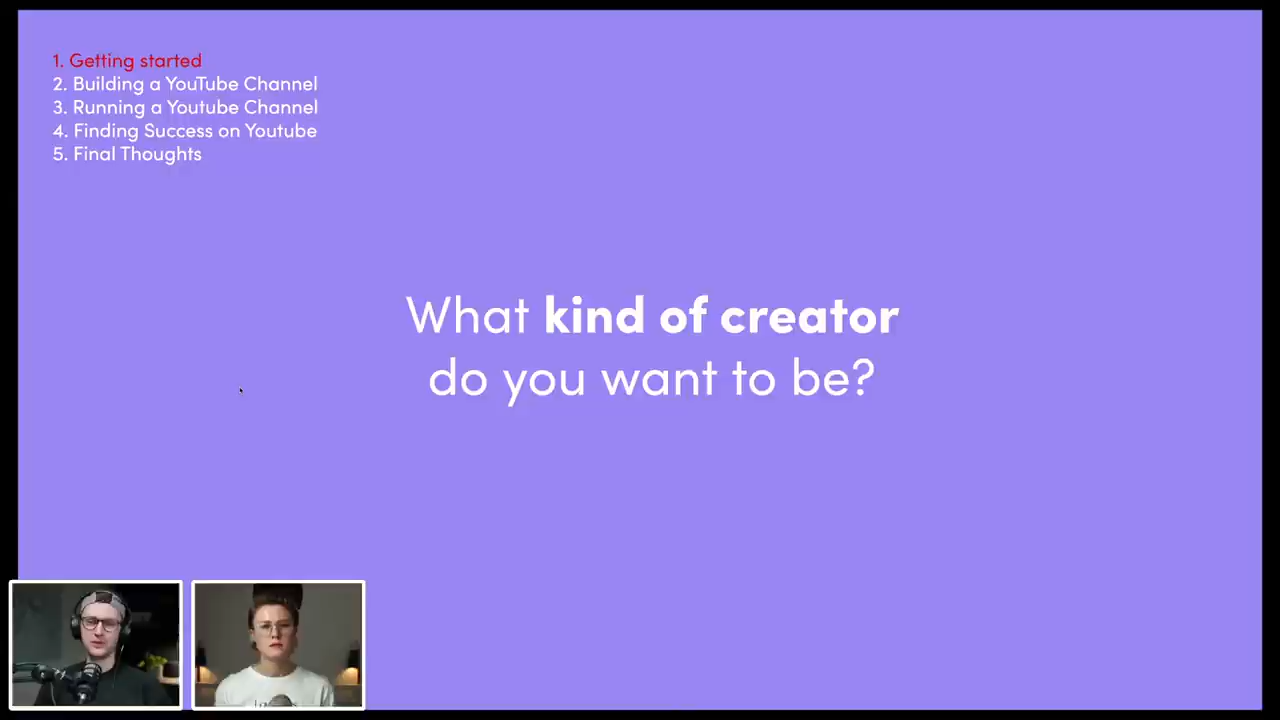 1. Getting started
2. Building a YouTube Channel
3. Running a Youtube Channel
4. Finding Success on Youtube
5. Final Thoughts
What kind of creator
do you want to be?